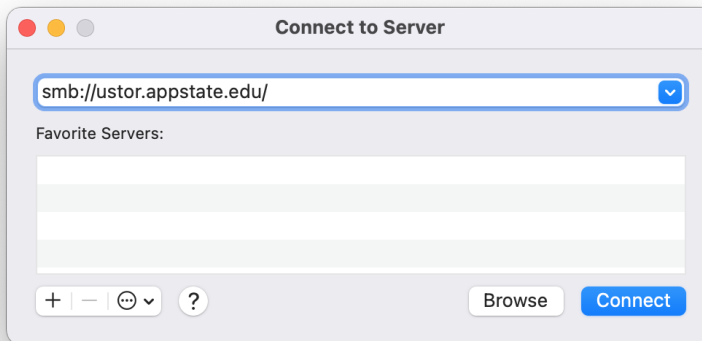 Connect to Server
smb://ustor.appstate.edu/
Favorite Servers:
? Browse Connect